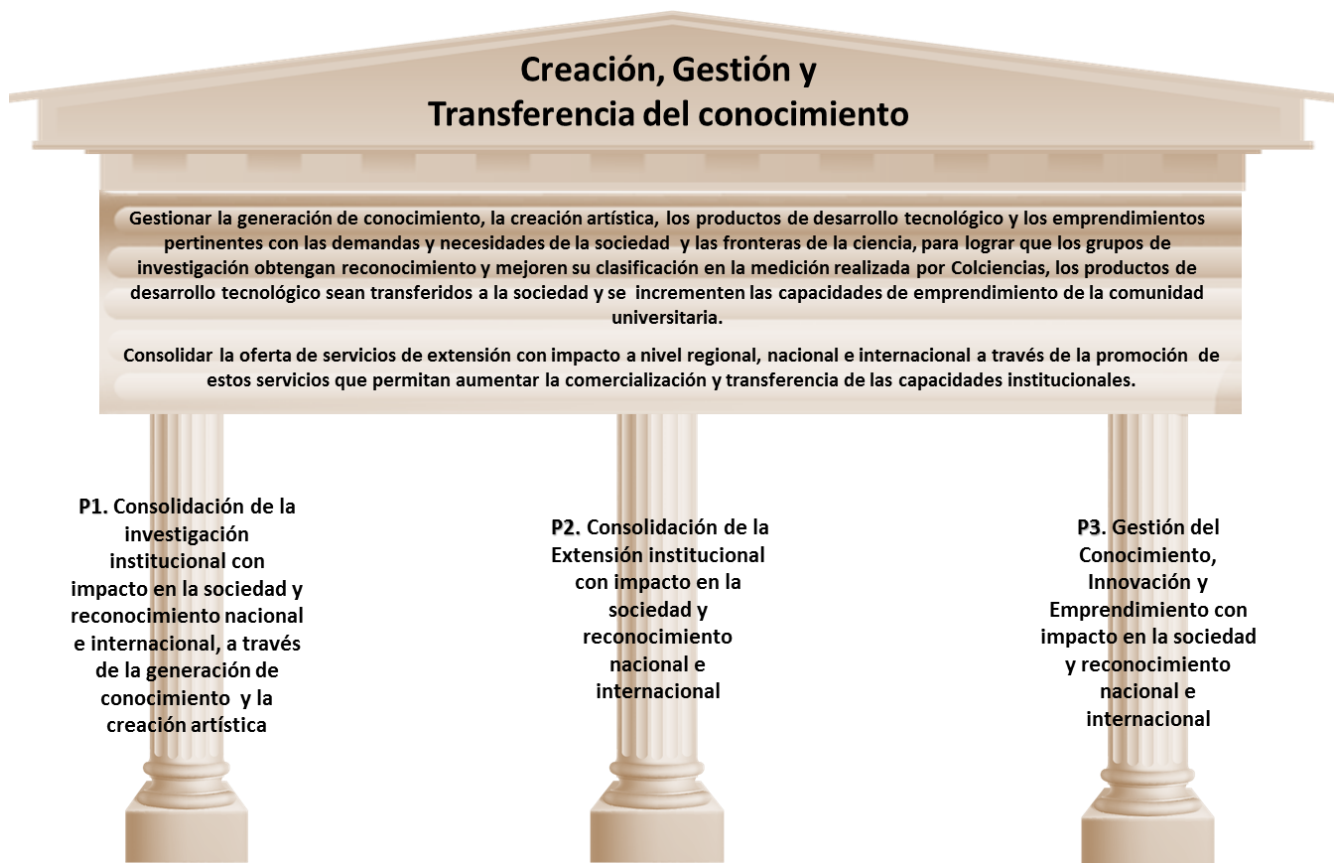 Creación, Gestión y
Transferencia del conocimiento
Gestionar la generación de conocimiento, la creación artística, los productos de desarrollo tecnológico y los emprendimientos
pertinentes con las demandas y necesidades de la sociedad y las fronteras de la ciencia, para lograr que los grupos de
investigación obtengan reconocimiento y mejoren su clasificación en la medición realizada por Colciencias, los productos de
desarrollo tecnológico sean transferidos a la sociedad y se incrementen las capacidades de emprendimiento de la comunidad
universitaria.
Consolidar la oferta de servicios de extensión con impacto a nivel regional, nacional e internacional a través de la promoción de
estos servicios que permitan aumentar la comercialización y transferencia de las capacidades institucionales.
P1. Consolidación de la
investigación
institucional con
impacto en la sociedad y
reconocimiento nacional
e internacional, a través
de la generación de
conocimiento y la
creación artística
P2. Consolidación de la
Extensión institucional
con impacto en la
sociedad y
reconocimiento
nacional e
internacional
P3. Gestión del
Conocimiento,
Innovación y
Emprendimiento con
impacto en la sociedad
y reconocimiento
nacional e
internacional